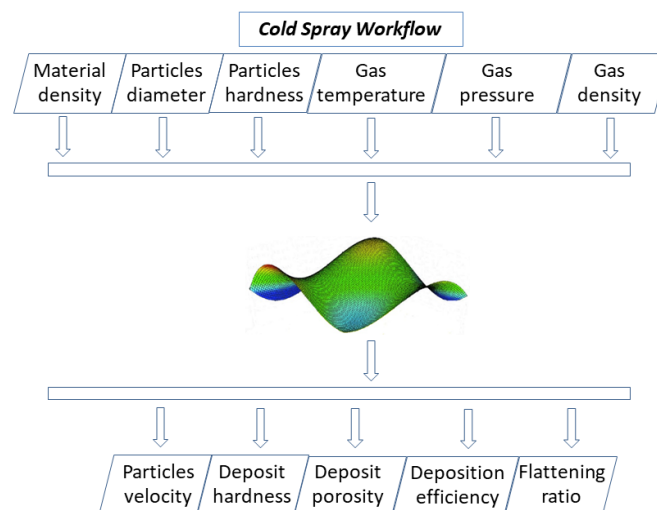 Cold Spray Workflow
Material Particles Particles Gas Gas Gas
density diameter hardness temperature pressure density
Particles Deposit Deposit Deposition Flattening
velocity hardness porosity efficiency ratio